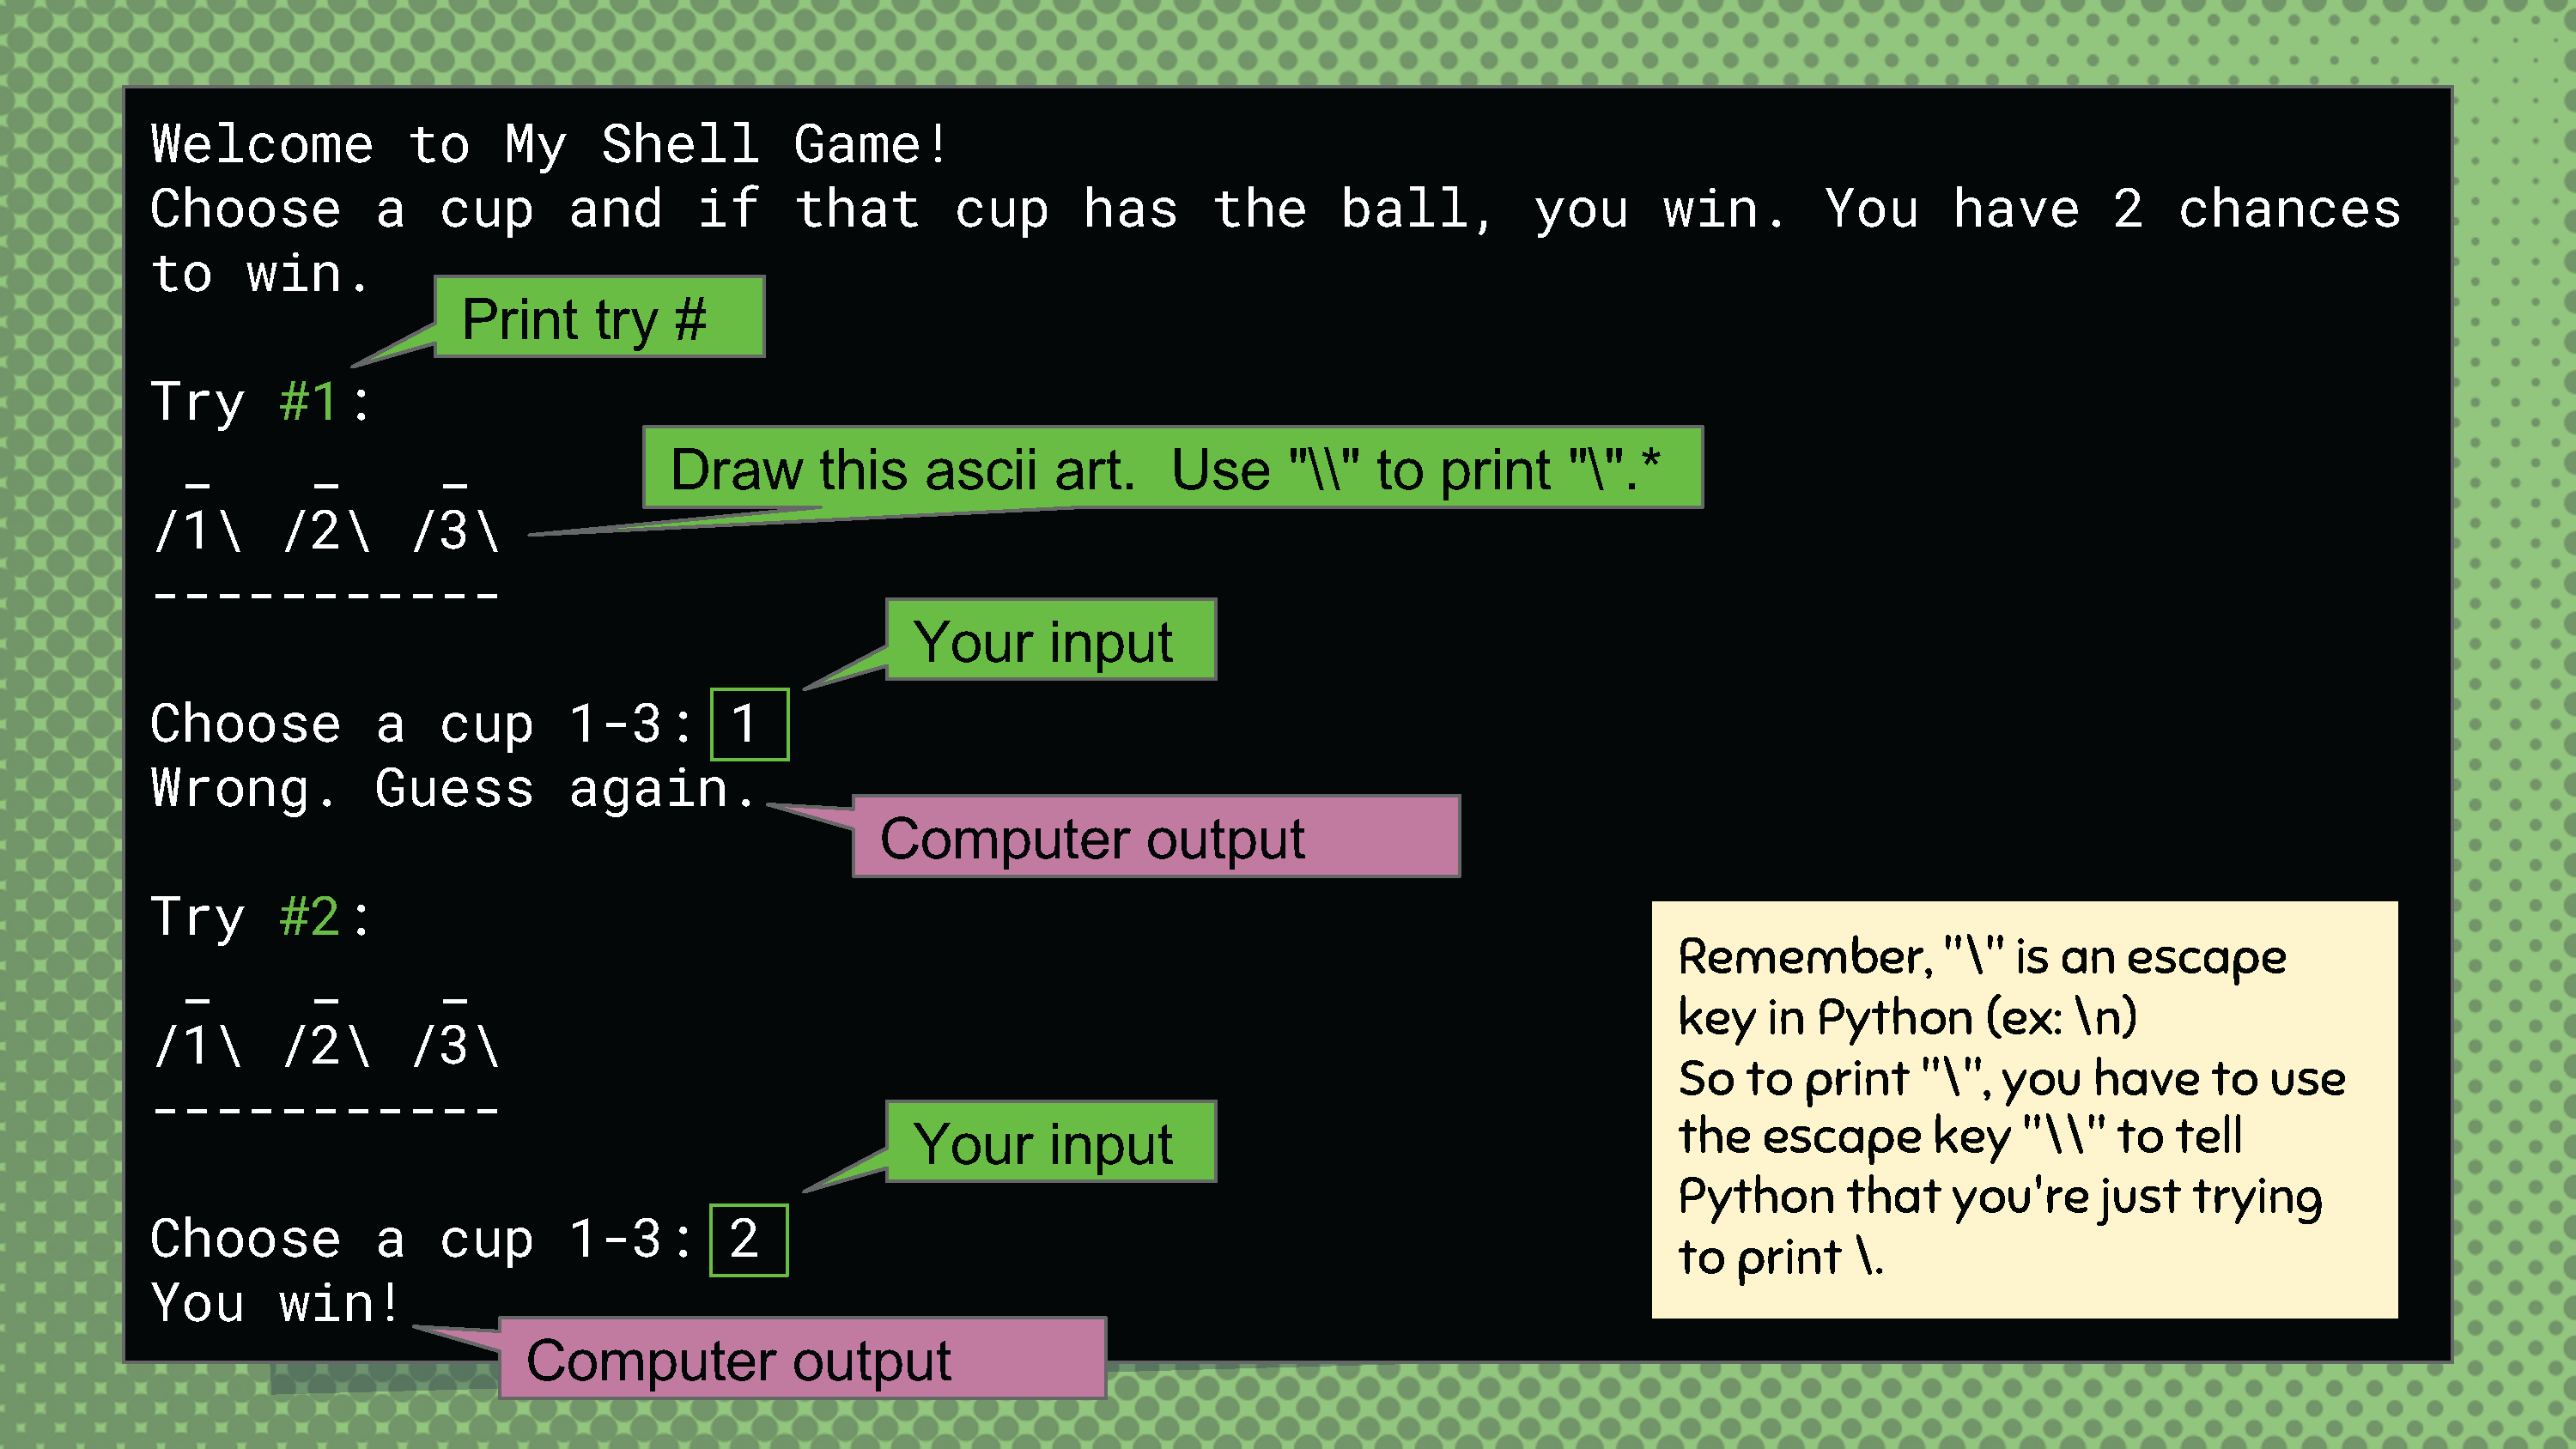 Welcome to My Shell Game!
Choose a cup and if that cup has the ball, you win. You have 2 chances
to win.
Print try #
Try #1:
Draw this ascii art. Use "\\" to print "\".*
 _   _   _
/1\ /2\ /3\
-----------
Your input
Choose a cup 1-3: 1
Wrong. Guess again.
Computer output
Try #2:
 _   _   _
/1\ /2\ /3\
-----------
Your input
Choose a cup 1-3: 2
You win!
Computer output
Remember, "\" is an escape
key in Python (ex: \n)
So to print "\", you have to use
the escape key "\\" to tell
Python that you're just trying
to print \.